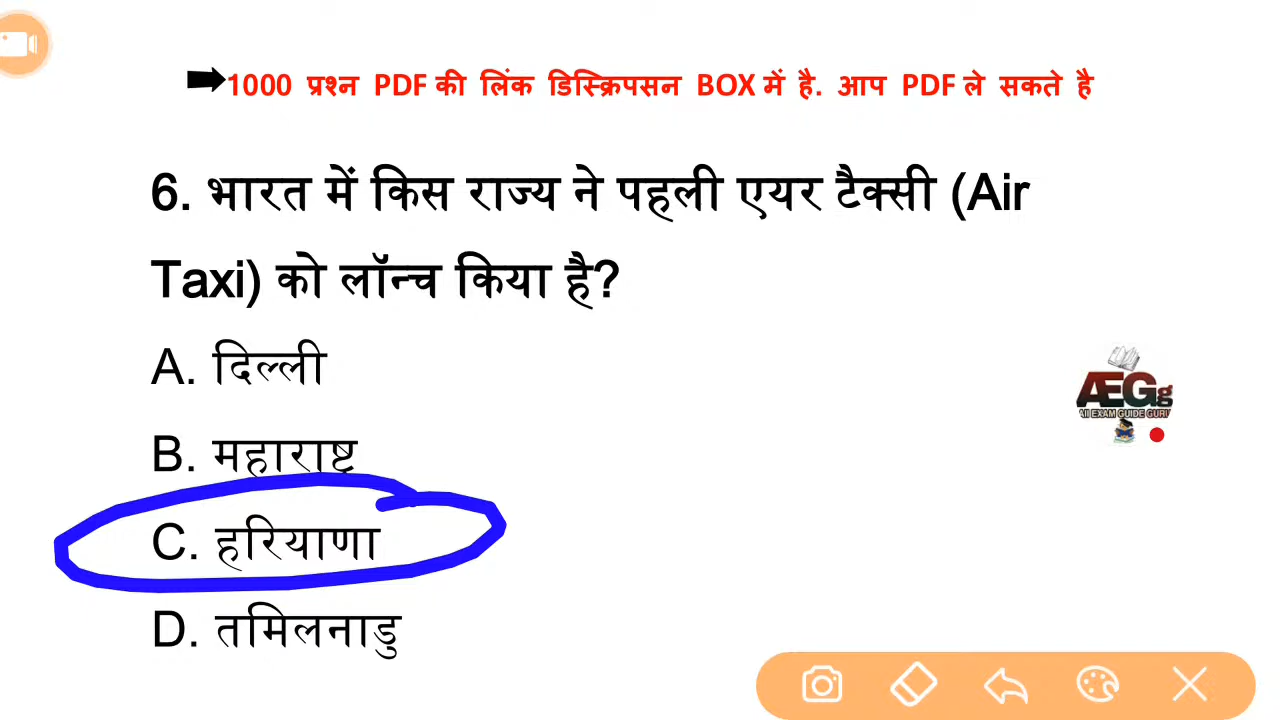 1000 प्रश्न PDF की लिंक डिस्क्रिपसन BOX में है. आप PDF ले सकते है
6. भारत में किस राज्य ने पहली एयर टैक्सी (Air
Taxi) को लॉन्च किया है?
A. दिल्ली
B. महाराष्ट्र
C. हरियाणा
D. तमिलनाडु
ÆGg
All EXAM GUIDE GURU